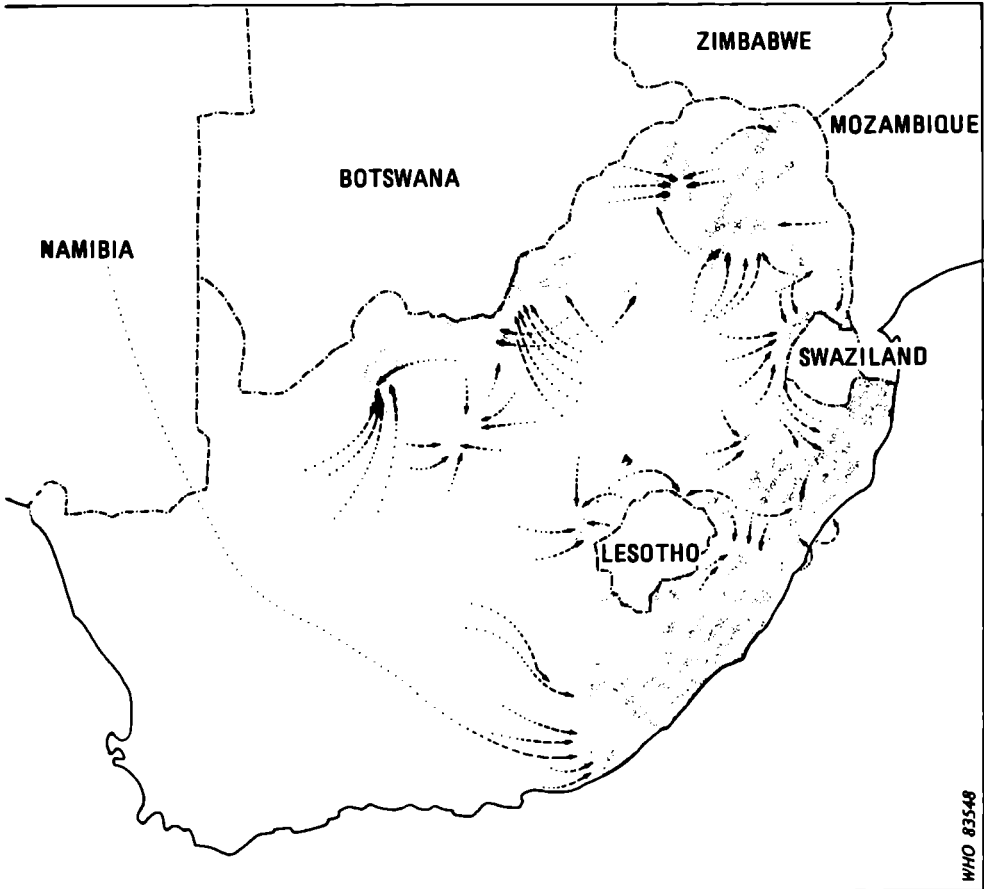 ZIMBABWE
MOZAMBIQUE
BOTSWANA
NAMIBIA
SWAZILAND
LESOTHO
WHO 83548